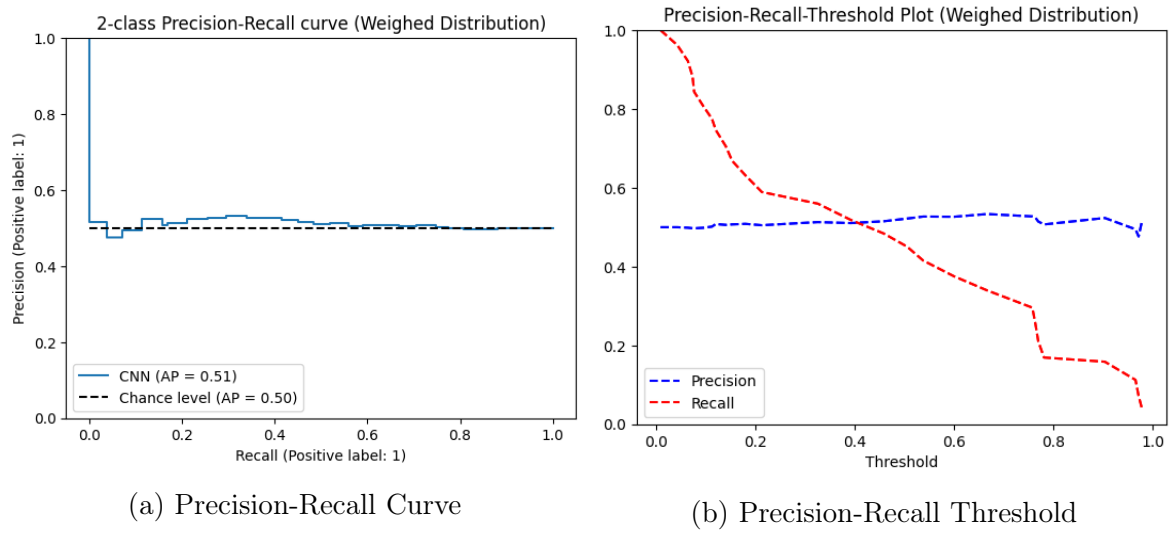 2-class Precision-Recall curve (Weighed Distribution)
1.0
0.8
0.6
0.4
0.2
0.0
Precision (Positive label: 1)
CNN (AP = 0.51)
Chance level (AP = 0.50)
0.0 0.2 0.4 0.6 0.8 1.0
Recall (Positive label: 1)
(a) Precision-Recall Curve
Precision-Recall-Threshold Plot (Weighed Distribution)
1.0
0.8
0.6
0.4
0.2
0.0
Precision
Recall
0.0 0.2 0.4 0.6 0.8 1.0
Threshold
(b) Precision-Recall Threshold